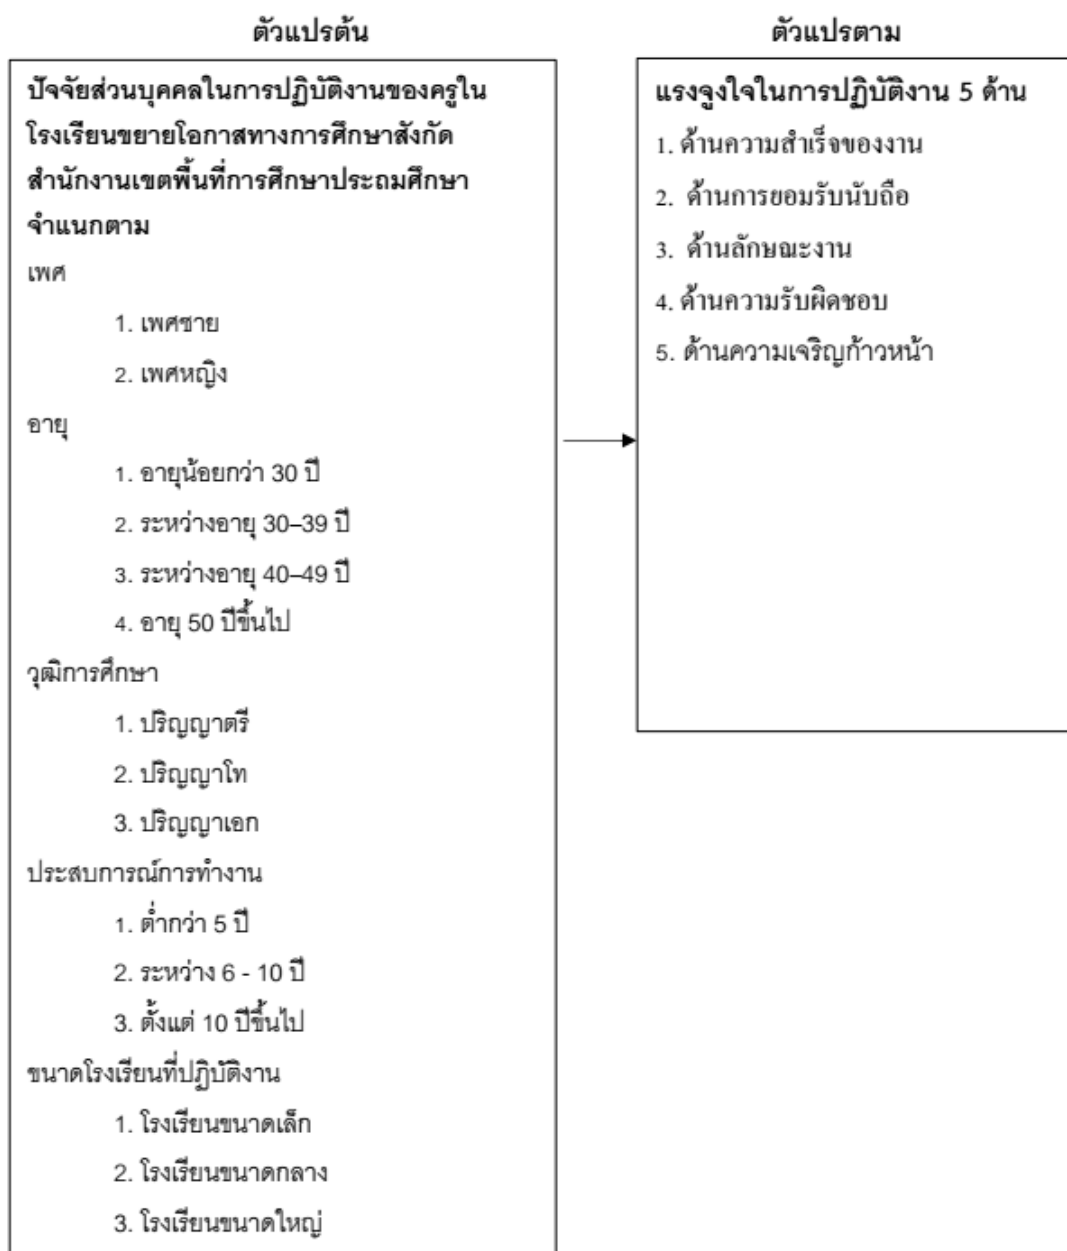 ตัวแปรต้น
ปัจจัยส่วนบุคคลในการปฏิบัติงานของครูใน
โรงเรียนขยายโอกาสทางการศึกษาสังกัด
สำนักงานเขตพื้นที่การศึกษาประถมศึกษา
จำแนกตาม
เพศ
1. เพศชาย
2. เพศหญิง
อายุ
1. อายุน้อยกว่า 30 ปี
2. ระหว่างอายุ 30–39 ปี
3. ระหว่างอายุ 40–49 ปี
4. อายุ 50 ปีขึ้นไป
วุฒิการศึกษา
1. ปริญญาตรี
2. ปริญญาโท
3. ปริญญาเอก
ประสบการณ์การทำงาน
1. ต่ำกว่า 5 ปี
2. ระหว่าง 6 - 10 ปี
3. ตั้งแต่ 10 ปีขึ้นไป
ขนาดโรงเรียนที่ปฏิบัติงาน
1. โรงเรียนขนาดเล็ก
2. โรงเรียนขนาดกลาง
3. โรงเรียนขนาดใหญ่
ตัวแปรตาม
แรงจูงใจในการปฏิบัติงาน 5 ด้าน
1. ด้านความสำเร็จของงาน
2. ด้านการยอมรับนับถือ
3. ด้านลักษณะงาน
4. ด้านความรับผิดชอบ
5. ด้านความเจริญก้าวหน้า